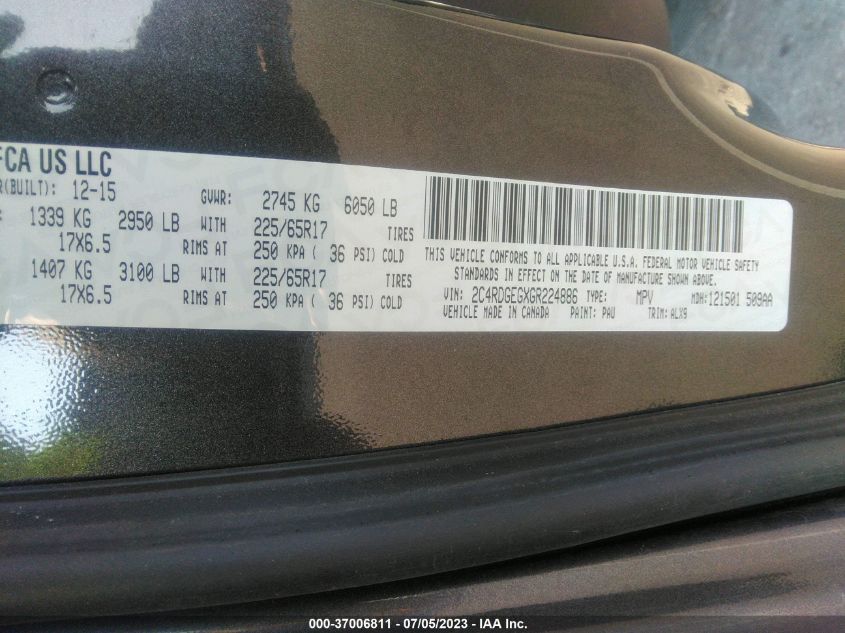 FCA US LLC
R(BUILT): 12-15 GVWR: 2745 KG 6050 LB
1339 KG 2950 LB WITH 225/65R17 TIRES
17X6.5 RIMS AT 250 KPA ( 36 PSI) COLD
1407 KG 3100 LB WITH 225/65R17 TIRES
17X6.5 RIMS AT 250 KPA ( 36 PSI) COLD
THIS VEHICLE CONFORMS TO ALL APPLICABLE U.S.A. FEDERAL MOTOR VEHICLE SAFETY
STANDARDS IN EFFECT ON THE DATE OF MANUFACTURE SHOWN ABOVE.
VIN: 2C4RDGEGXGR224886 TYPE: MPV MDH:121501 509AA
VEHICLE MADE IN CANADA PAINT: PAU TRIM: ALX9
000-37006811 - 07/05/2023 - IAA Inc.